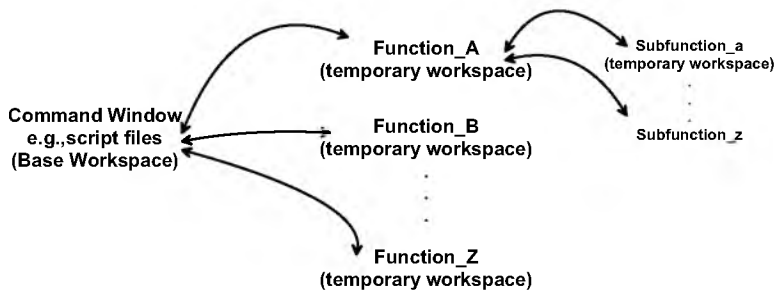 Function_A
(temporary workspace)
Subfunction_a
(temporary workspace)
Command Window
e.g.,script files
(Base Workspace)
Function_B
(temporary workspace)
Subfunction_z
Function_Z
(temporary workspace)